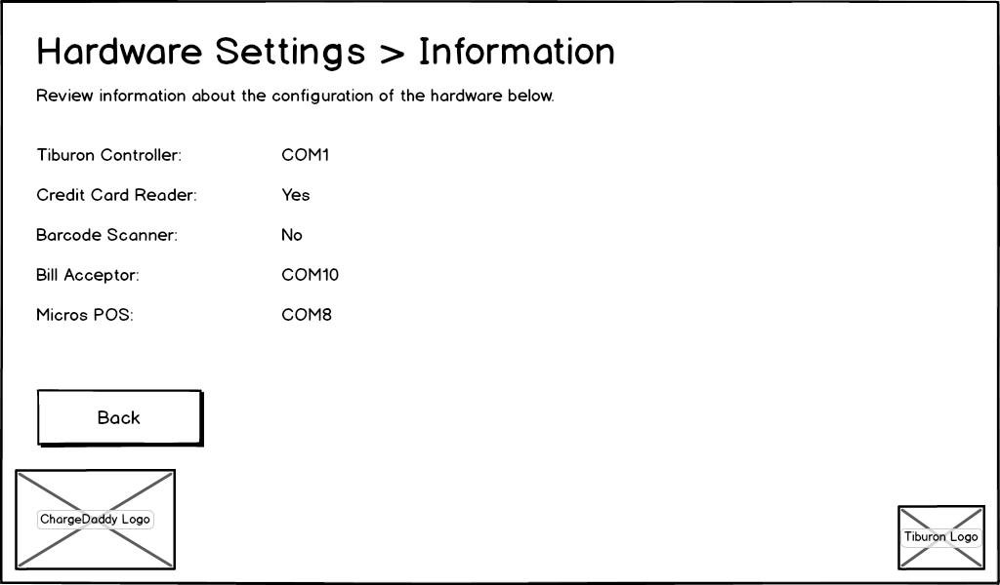 Hardware Settings > Information
Review information about the configuration of the hardware below.
Tiburon Controller: COM1
Credit Card Reader: Yes
Barcode Scanner: No
Bill Acceptor: COM10
Micros POS: COM8
Back
ChargeDaddy Logo
Tiburon Logo